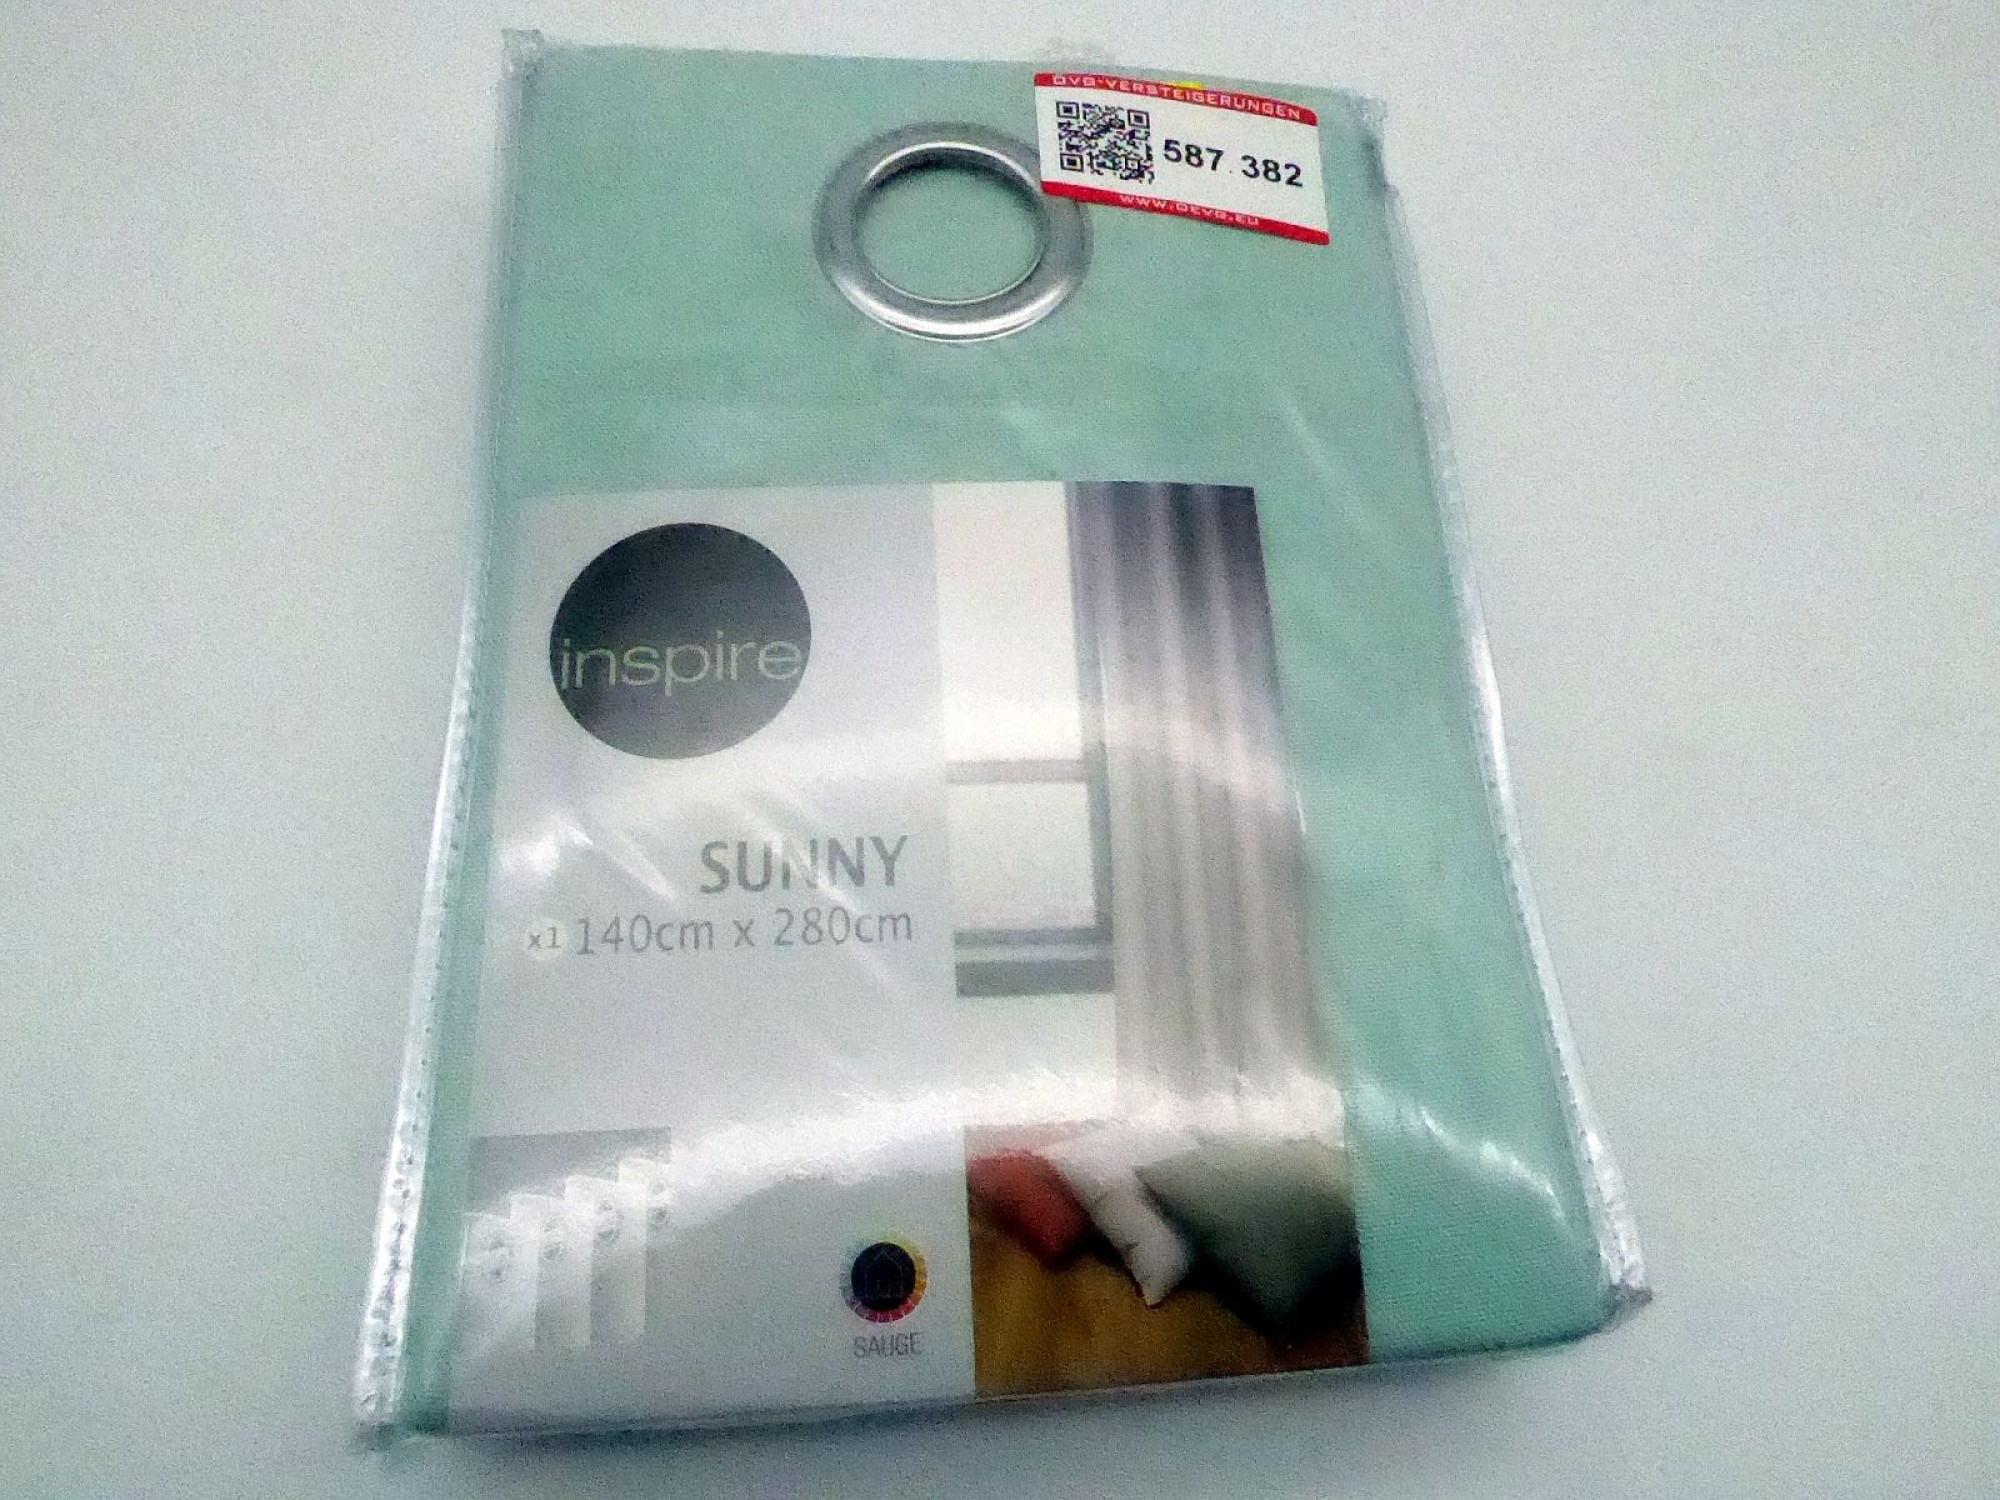 DVG-VERSTEIGERUNGEN
587.382
WWW.DEVG.EU
inspire
SUNNY
x1 140cm x 280cm
SAUGE